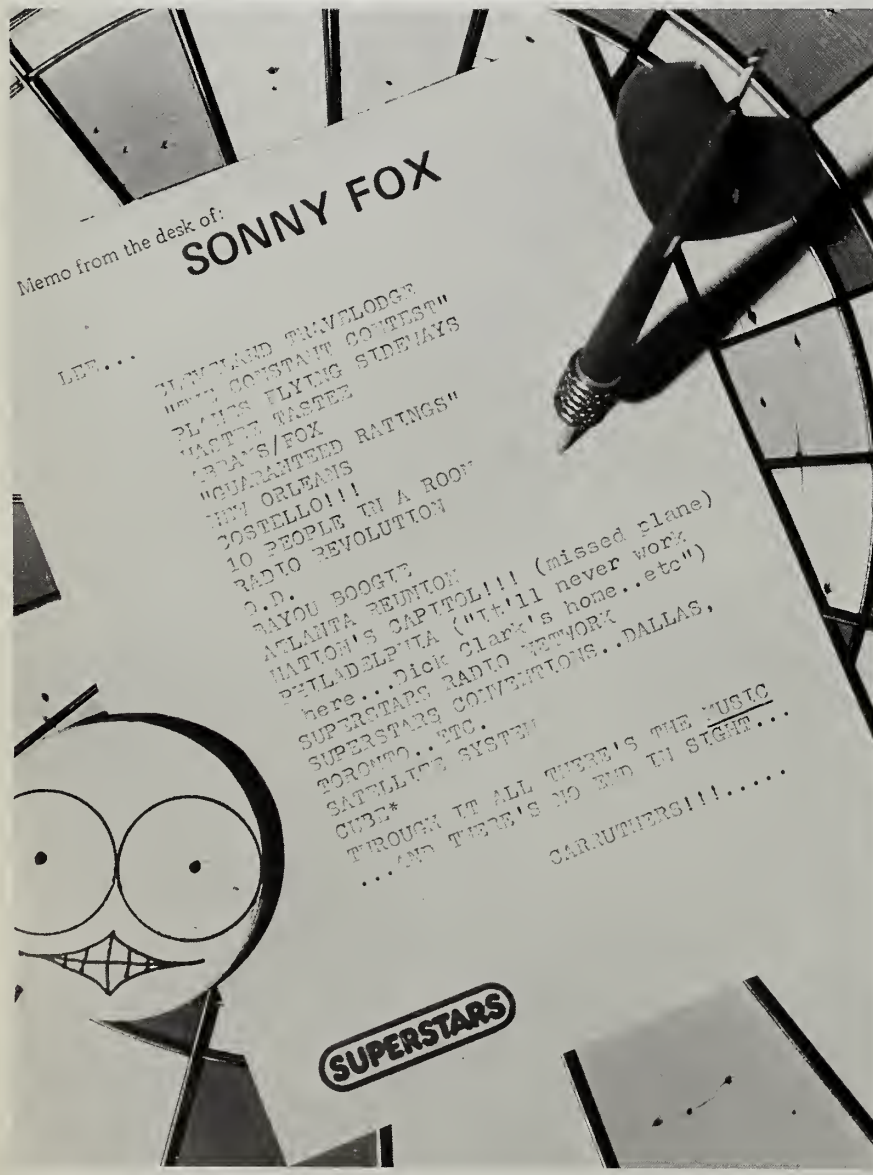 Memo from the desk of:
SONNY FOX
LEE...
CLEVELAND TRAVELODGE
"THE CONSTANT CONTEST"
PLANES FLYING SIDEWAYS
TASTEE
ABRAMS/FOX
"GUARANTEED RATINGS"
NEW ORLEANS
COSTELLO!!!
10 PEOPLE IN A ROOM
RADIO REVOLUTION
O.D.
BAYOU BOOGIE
ATLANTA REUNION
NATION'S CAPITOL!!! (missed plane)
PHILADELPHIA ("It'll never work
here...Dick Clark's home..etc")
SUPERSTARS RADIO NETWORK
SUPERSTARS CONVENTIONS..DALLAS,
TORONTO..ETC.
SATELLITE SYSTEM
CUBE*
THROUGH IT ALL THERE'S THE MUSIC
...AND THERE'S NO END IN SIGHT...
CARRUTHERS!!!.....
SUPERSTARS